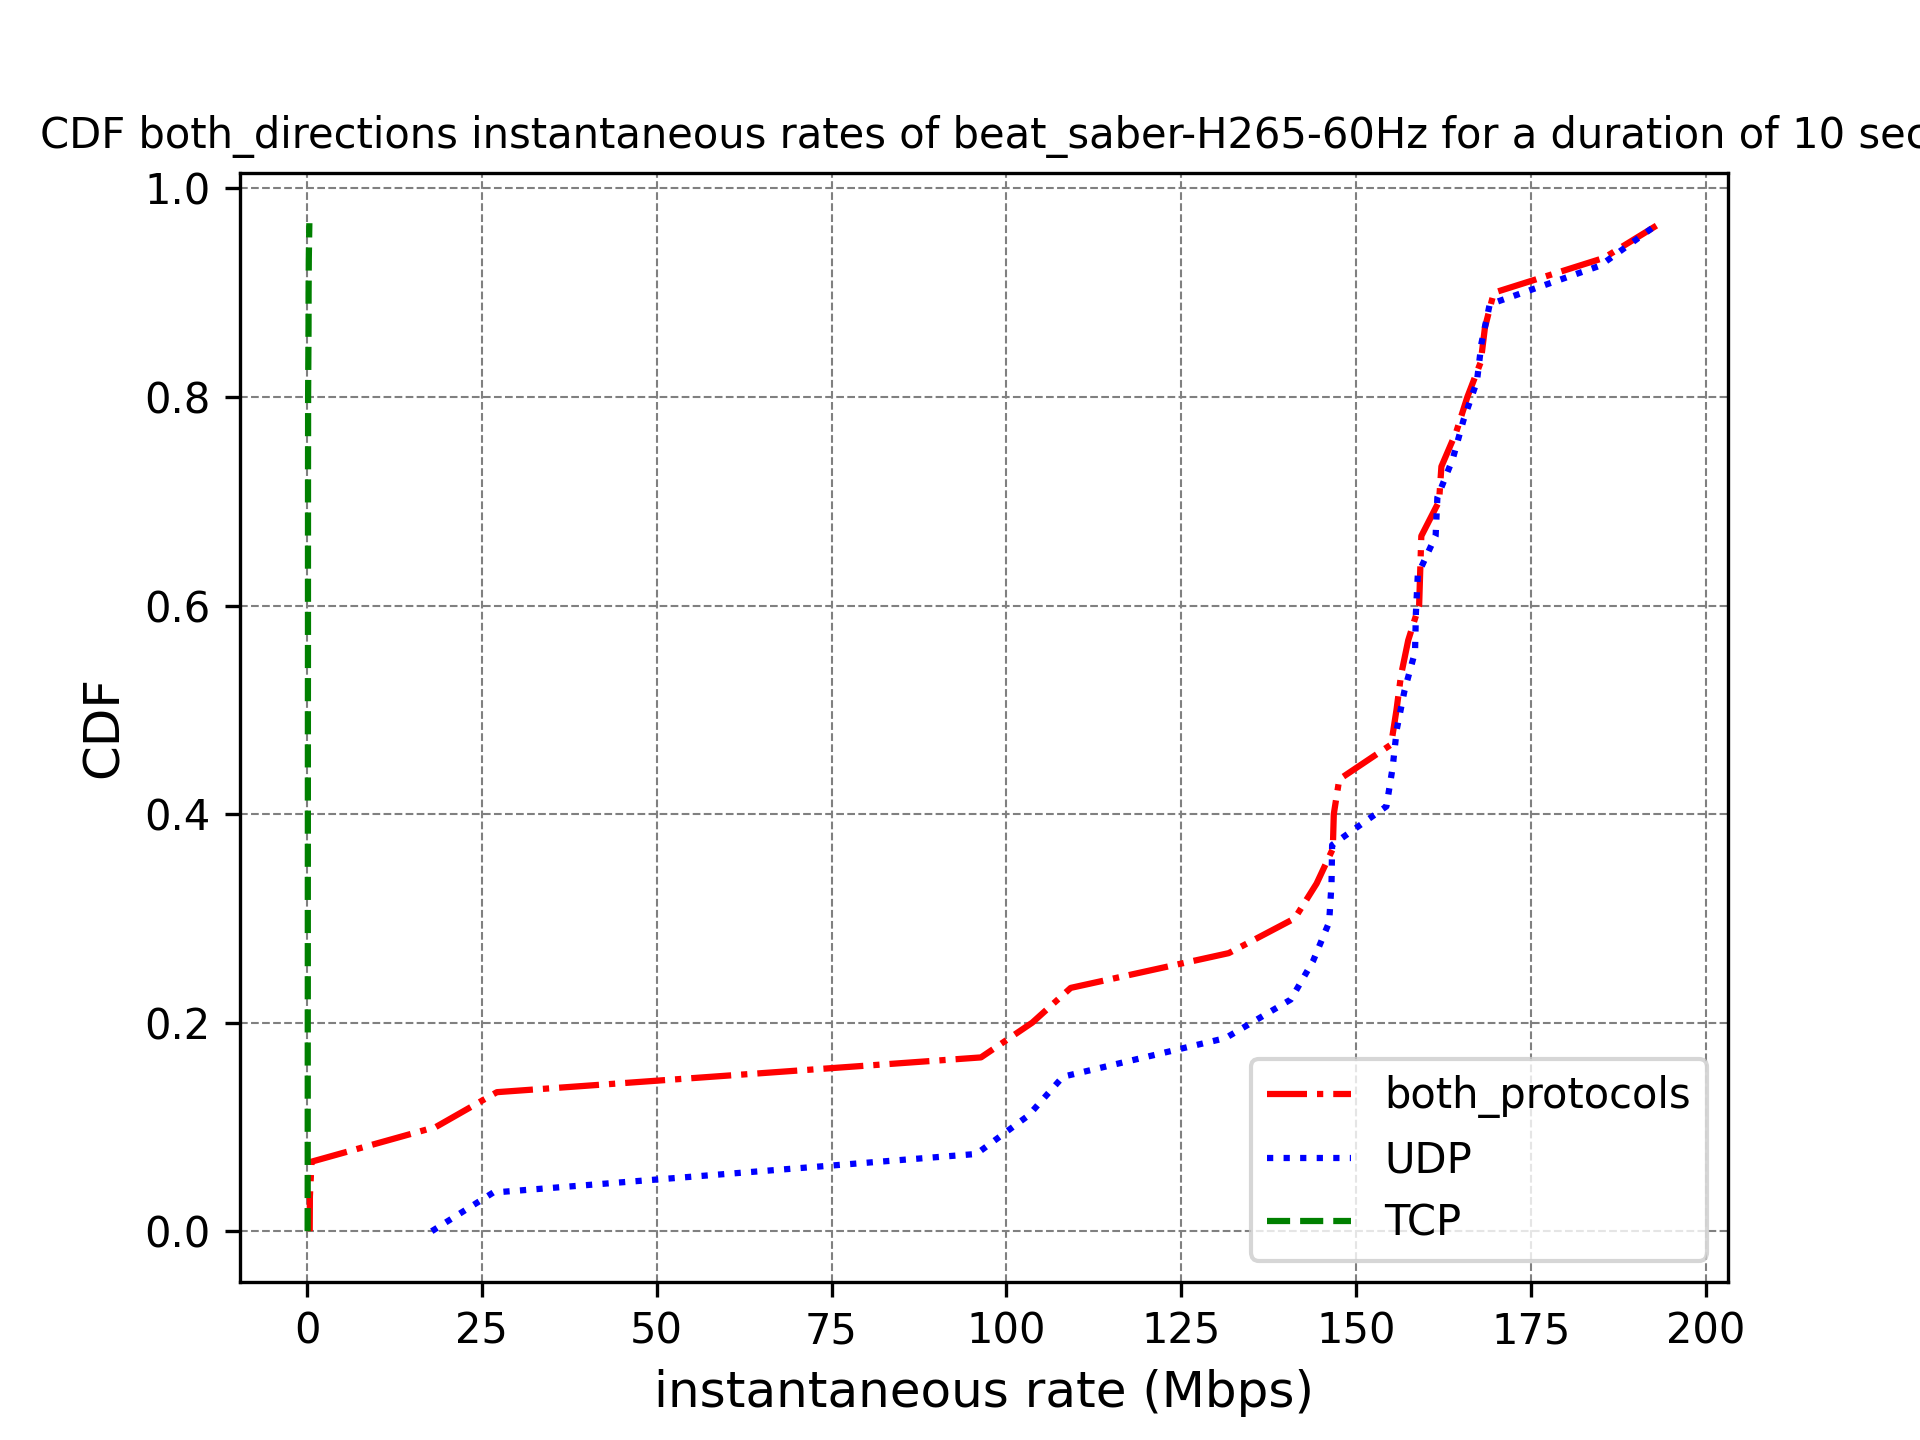 CDF both_directions instantaneous rates of beat_saber-H265-60Hz for a duration of 10 sec
1.0
0.8
0.6
0.4
0.2
0.0
CDF
both_protocols
UDP
TCP
0 25 50 75 100 125 150 175 200
instantaneous rate (Mbps)